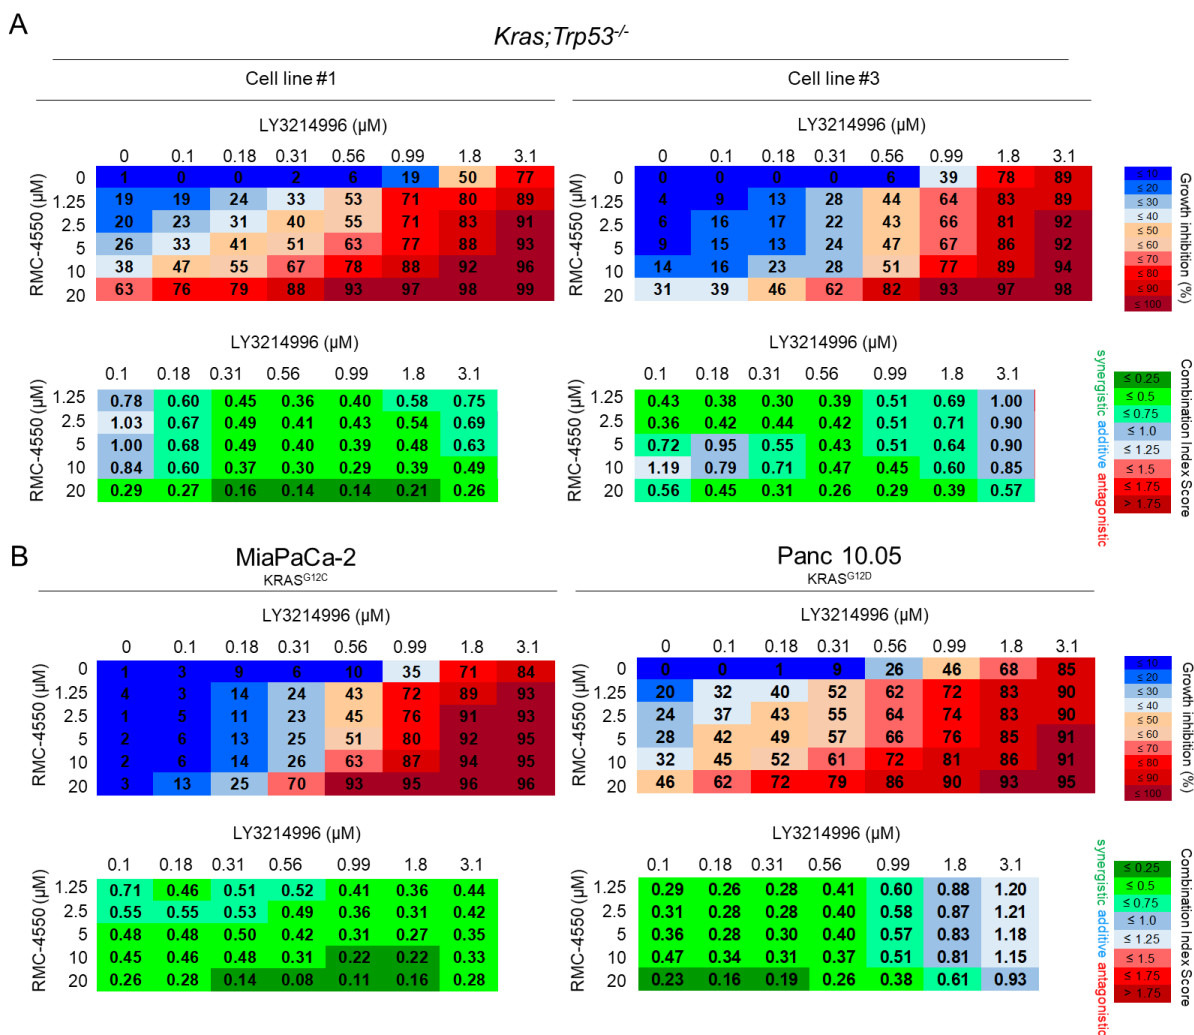 A
Kras;Trp53-/-
Cell line #1
Cell line #3
LY3214996 (µM)
0 0.1 0.18 0.31 0.56 0.99 1.8 3.1
RMC-4550 (µM)
0 1 0 0 2 6 19 50 77
1.25 19 19 24 33 53 71 80 89
2.5 20 23 31 40 55 71 83 91
5 26 33 41 51 63 77 88 93
10 38 47 55 67 78 88 92 96
20 63 76 79 88 93 97 98 99
LY3214996 (µM)
0 0.1 0.18 0.31 0.56 0.99 1.8 3.1
RMC-4550 (µM)
0 0 0 0 0 6 39 78 89
1.25 4 9 13 28 44 64 83 89
2.5 6 16 17 22 43 66 81 92
5 9 15 13 24 47 67 86 92
10 14 16 23 28 51 77 89 94
20 31 39 46 62 82 93 97 98
≤ 10
≤ 20
≤ 30
≤ 40
≤ 50
≤ 60
≤ 70
≤ 80
≤ 90
≤ 100
Growth inhibition (%)
LY3214996 (µM)
0.1 0.18 0.31 0.56 0.99 1.8 3.1
RMC-4550 (µM)
1.25 0.78 0.60 0.45 0.36 0.40 0.58 0.75
2.5 1.03 0.67 0.49 0.41 0.43 0.54 0.69
5 1.00 0.68 0.49 0.40 0.39 0.48 0.63
10 0.84 0.60 0.37 0.30 0.29 0.39 0.49
20 0.29 0.27 0.16 0.14 0.14 0.21 0.26
LY3214996 (µM)
0.1 0.18 0.31 0.56 0.99 1.8 3.1
RMC-4550 (µM)
1.25 0.43 0.38 0.30 0.39 0.51 0.69 1.00
2.5 0.36 0.42 0.44 0.42 0.51 0.71 0.90
5 0.72 0.95 0.55 0.43 0.51 0.64 0.90
10 1.19 0.79 0.71 0.47 0.45 0.60 0.85
20 0.56 0.45 0.31 0.26 0.29 0.39 0.57
synergistic additive antagonistic
≤ 0.25
≤ 0.5
≤ 0.75
≤ 1.0
≤ 1.25
≤ 1.5
≤ 1.75
> 1.75
Combination Index Score
B
MiaPaCa-2
KRASG12C
Panc 10.05
KRASG12D
LY3214996 (µM)
0 0.1 0.18 0.31 0.56 0.99 1.8 3.1
RMC-4550 (µM)
0 1 3 9 6 10 35 71 84
1.25 4 3 14 24 43 72 89 93
2.5 1 5 11 23 45 76 91 93
5 2 6 13 25 51 80 92 95
10 2 6 14 26 63 87 94 95
20 3 13 25 70 93 95 96 96
LY3214996 (µM)
0 0.1 0.18 0.31 0.56 0.99 1.8 3.1
RMC-4550 (µM)
0 0 0 1 9 26 46 68 85
1.25 20 32 40 52 62 72 83 90
2.5 24 37 43 55 64 74 83 90
5 28 42 49 57 66 76 85 91
10 32 45 52 61 72 81 86 91
20 46 62 72 79 86 90 93 95
≤ 10
≤ 20
≤ 30
≤ 40
≤ 50
≤ 60
≤ 70
≤ 80
≤ 90
≤ 100
Growth inhibition (%)
LY3214996 (µM)
0.1 0.18 0.31 0.56 0.99 1.8 3.1
RMC-4550 (µM)
1.25 0.71 0.46 0.51 0.52 0.41 0.36 0.44
2.5 0.55 0.55 0.53 0.49 0.36 0.31 0.42
5 0.48 0.48 0.50 0.42 0.31 0.27 0.35
10 0.45 0.46 0.48 0.31 0.22 0.22 0.33
20 0.26 0.28 0.14 0.08 0.11 0.16 0.28
LY3214996 (µM)
0.1 0.18 0.31 0.56 0.99 1.8 3.1
RMC-4550 (µM)
1.25 0.29 0.26 0.28 0.41 0.60 0.88 1.20
2.5 0.31 0.28 0.28 0.40 0.58 0.87 1.21
5 0.36 0.28 0.30 0.40 0.57 0.83 1.18
10 0.47 0.34 0.31 0.37 0.51 0.81 1.15
20 0.23 0.16 0.19 0.26 0.38 0.61 0.93
synergistic additive antagonistic
≤ 0.25
≤ 0.5
≤ 0.75
≤ 1.0
≤ 1.25
≤ 1.5
≤ 1.75
> 1.75
Combination Index Score